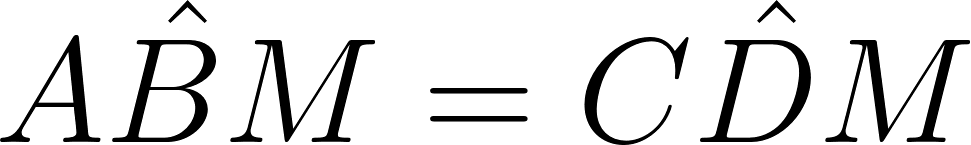 AB̂M = CD̂M